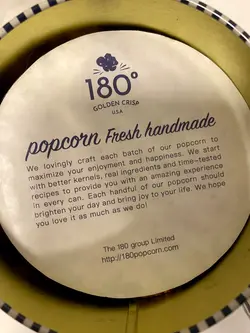 180°
GOLDEN CRISP
U.S.A
popcorn Fresh handmade
We lovingly craft each batch of our popcorn to
maximize your enjoyment and happiness. We start
with better kernels, real ingredients and time-tested
recipes to provide you with an amazing experience
in every can. Each handful of our popcorn should
brighten your day and bring joy to your life. We hope
you love it as much as we do!
The 180 group Limited
http://180popcorn.com